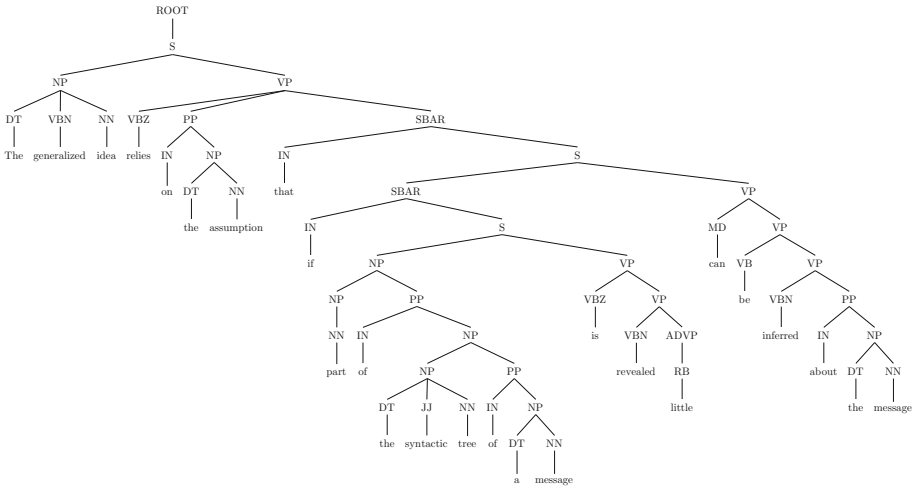 ROOT
S
NP VP
DT VBN NN VBZ PP SBAR
The generalized idea relies IN NP IN S
on DT NN that SBAR VP
the assumption IN S MD VP
if NP VP can VB VP
NP PP VBZ VP be VBN PP
NN IN NP is VBN ADVP inferred IN NP
part of NP PP revealed RB about DT NN
DT JJ NN IN NP little the message
the syntactic tree of DT NN
a message